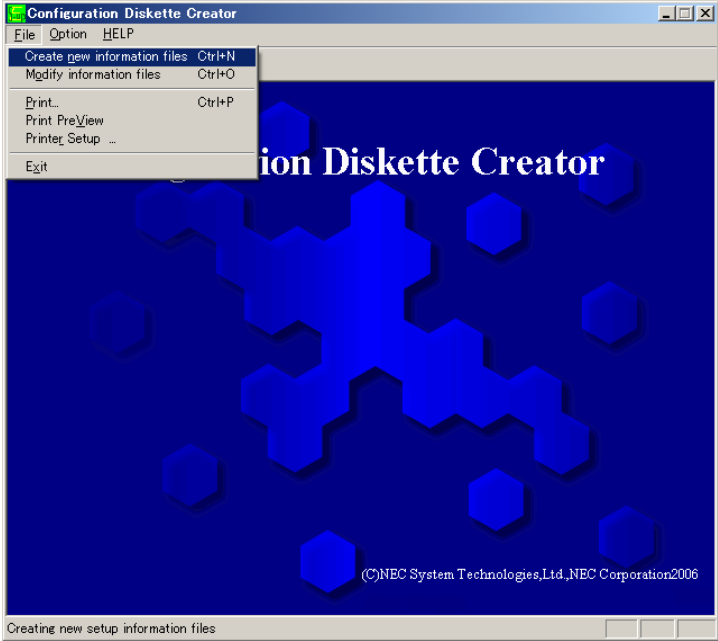 Configuration Diskette Creator
File Option HELP
Create new information files Ctrl+N
Modify information files Ctrl+O
Print... Ctrl+P
Print PreView
Printer Setup ...
Exit
ion Diskette Creator
(C)NEC System Technologies,Ltd.,NEC Corporation2006
Creating new setup information files